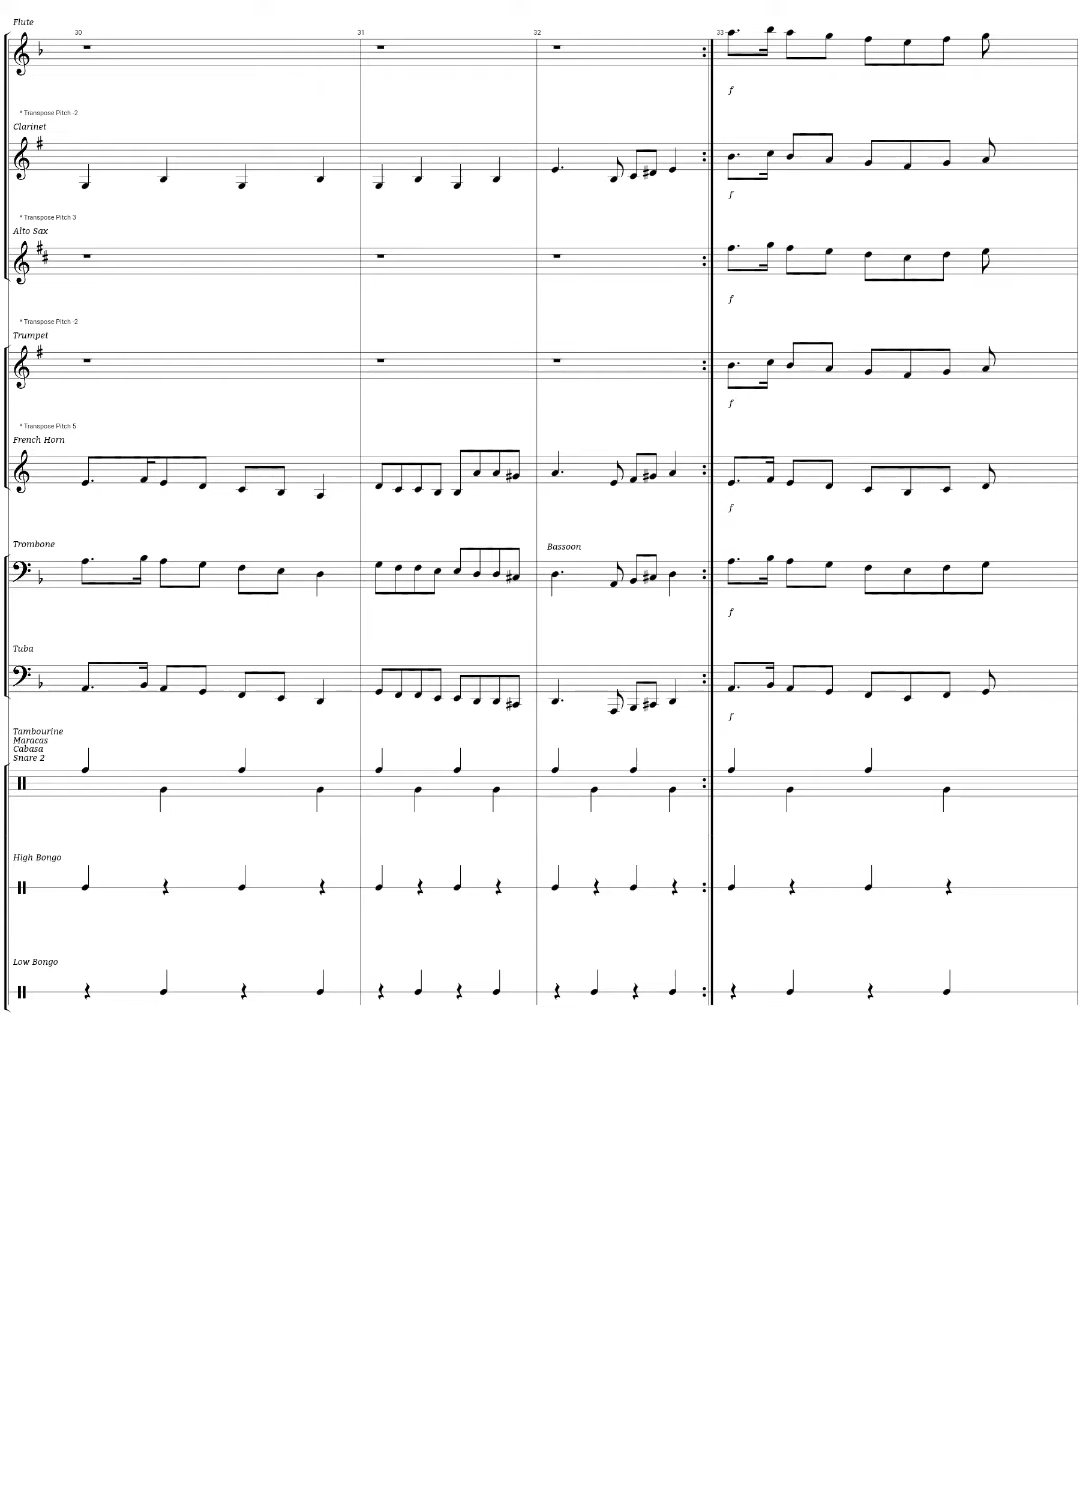 Flute
30 31 32 33
f
* Transpose Pitch -2
Clarinet
f
* Transpose Pitch 3
Alto Sax
f
* Transpose Pitch -2
Trumpet
f
* Transpose Pitch 5
French Horn
f
Trombone
Bassoon
f
Tuba
f
Tambourine
Maracas
Cabasa
Snare 2
High Bongo
Low Bongo